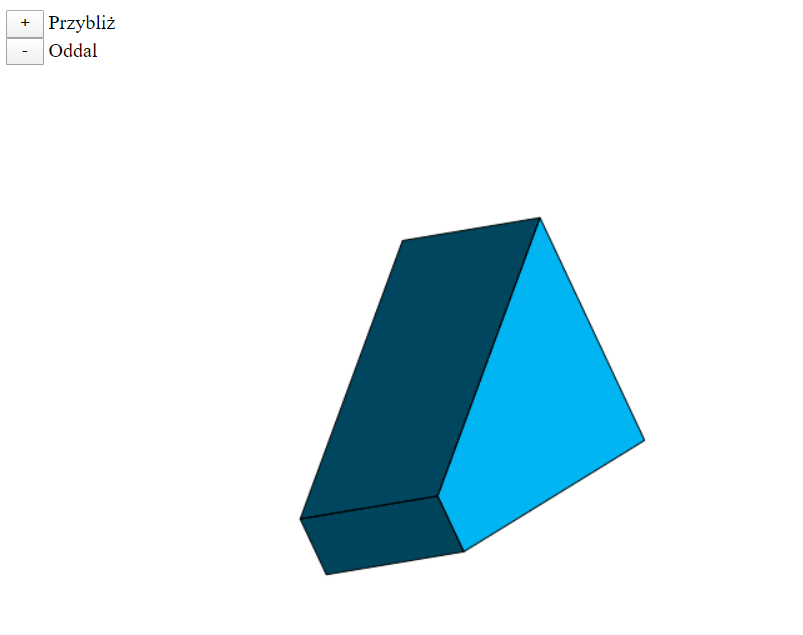 + Przybliż
- Oddal